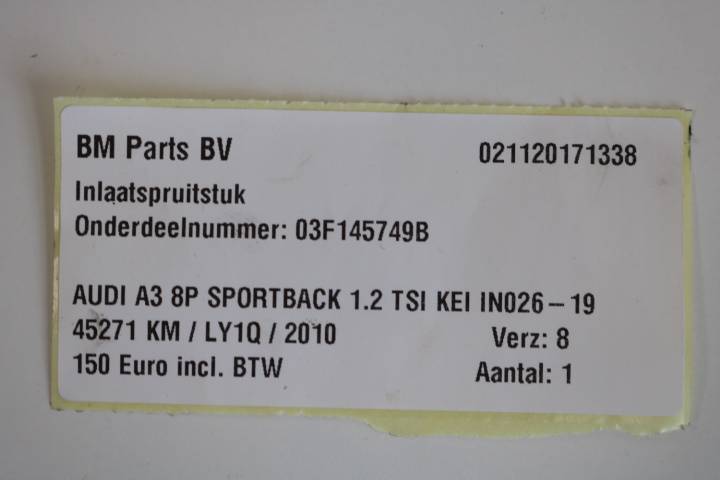 BM Parts BV 021120171338
Inlaatspruitstuk
Onderdeelnummer: 03F145749B
AUDI A3 8P SPORTBACK 1.2 TSI KEI IN026-19
45271 KM / LY1Q / 2010 Verz: 8
150 Euro incl. BTW Aantal: 1